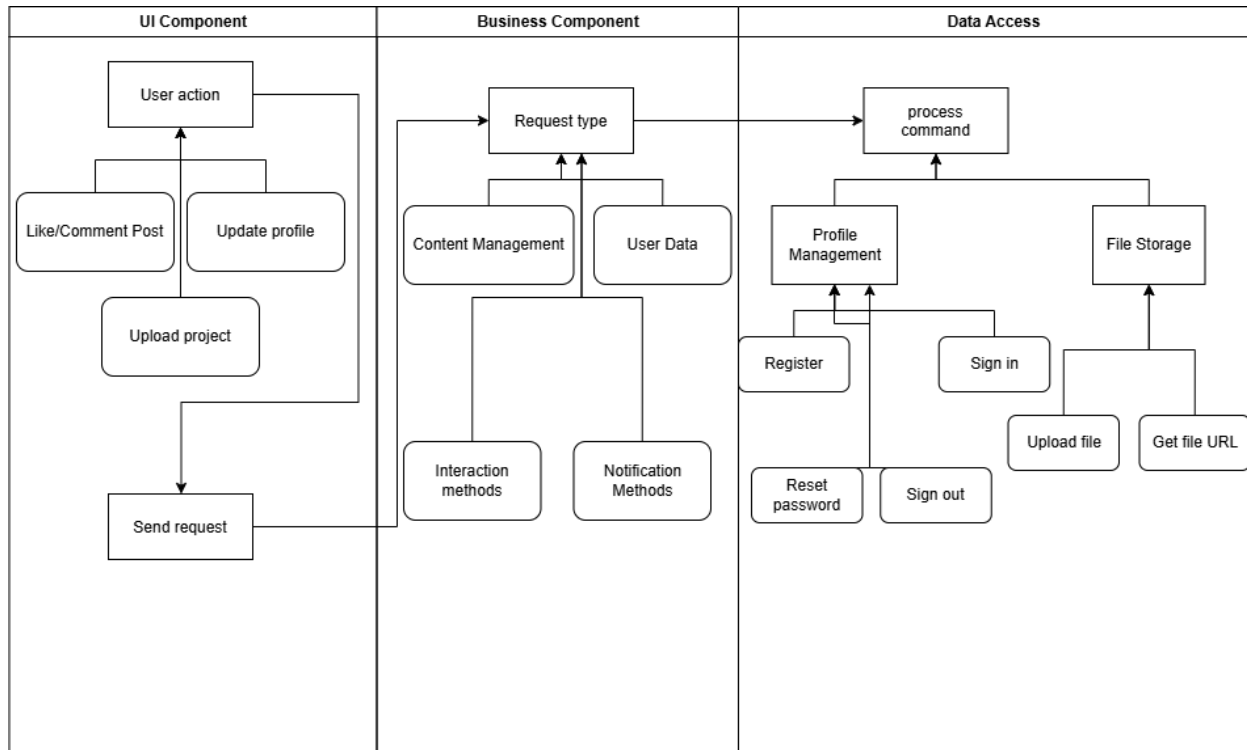 UI Component
Business Component
Data Access
User action
Like/Comment Post
Update profile
Upload project
Send request
Request type
Content Management
User Data
Interaction
methods
Notification
Methods
process
command
Profile
Management
File Storage
Register
Sign in
Upload file
Get file URL
Reset
password
Sign out